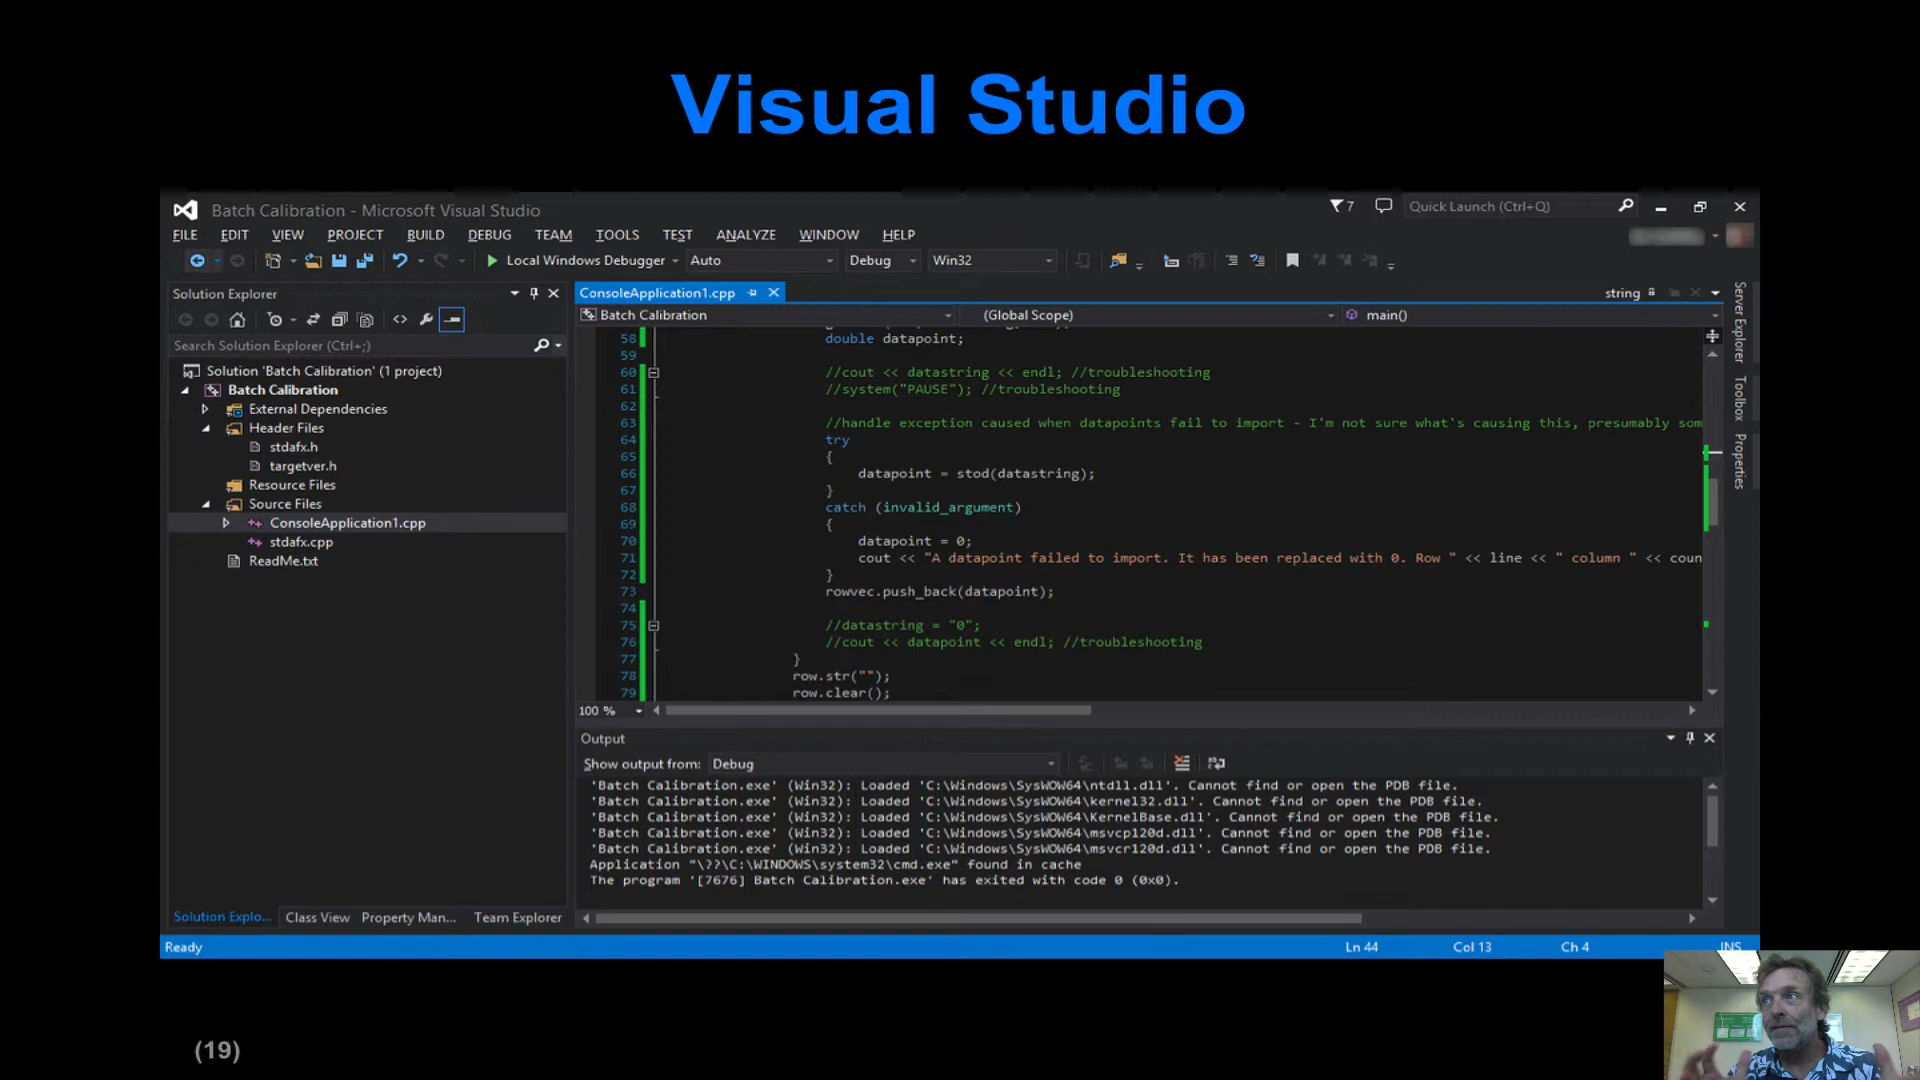 Visual Studio
Batch Calibration - Microsoft Visual Studio
7
Quick Launch (Ctrl+Q)
FILE EDIT VIEW PROJECT BUILD DEBUG TEAM TOOLS TEST ANALYZE WINDOW HELP
Local Windows Debugger Auto Debug Win32
Solution Explorer
Search Solution Explorer (Ctrl+;)
Solution 'Batch Calibration' (1 project)
Batch Calibration
External Dependencies
Header Files
stdafx.h
targetver.h
Resource Files
Source Files
ConsoleApplication1.cpp
stdafx.cpp
ReadMe.txt
Solution Explo... Class View Property Man... Team Explorer
ConsoleApplication1.cpp
string
Batch Calibration (Global Scope) main()
58 double datapoint;
59
60 //cout << datastring << endl; //troubleshooting
61 //system("PAUSE"); //troubleshooting
62
63 //handle exception caused when datapoints fail to import - I'm not sure what's causing this, presumably som
64 try
65 {
66 datapoint = stod(datastring);
67 }
68 catch (invalid_argument)
69 {
70 datapoint = 0;
71 cout << "A datapoint failed to import. It has been replaced with 0. Row " << line << " column " << coun
72 }
73 rowvec.push_back(datapoint);
74
75 //datastring = "0";
76 //cout << datapoint << endl; //troubleshooting
77 }
78 row.str("");
79 row.clear();
100 %
Output
Show output from: Debug
'Batch Calibration.exe' (Win32): Loaded 'C:\Windows\SysWOW64\ntdll.dll'. Cannot find or open the PDB file.
'Batch Calibration.exe' (Win32): Loaded 'C:\Windows\SysWOW64\kernel32.dll'. Cannot find or open the PDB file.
'Batch Calibration.exe' (Win32): Loaded 'C:\Windows\SysWOW64\KernelBase.dll'. Cannot find or open the PDB file.
'Batch Calibration.exe' (Win32): Loaded 'C:\Windows\SysWOW64\msvcp120d.dll'. Cannot find or open the PDB file.
'Batch Calibration.exe' (Win32): Loaded 'C:\Windows\SysWOW64\msvcr120d.dll'. Cannot find or open the PDB file.
Application "\??\C:\WINDOWS\system32\cmd.exe" found in cache
The program '[7676] Batch Calibration.exe' has exited with code 0 (0x0).
Server Explorer
Toolbox
Properties
Ready Ln 44 Col 13 Ch 4 INS
(19)